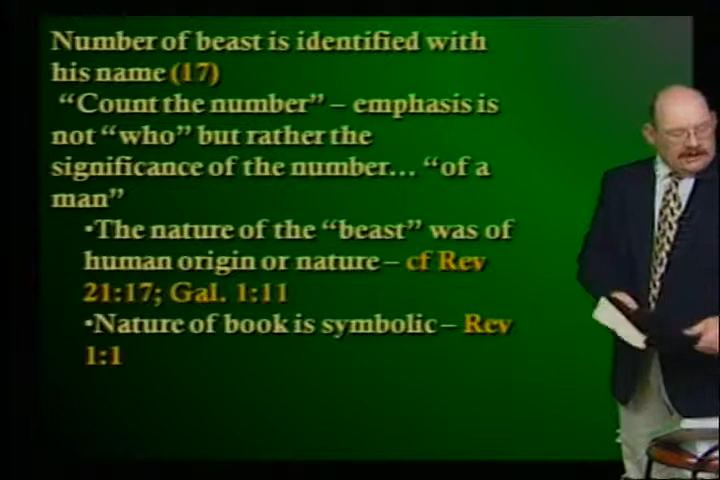 Number of beast is identified with
his name (17)
“Count the number” – emphasis is
not “who” but rather the
significance of the number... “of a
man”
•The nature of the “beast” was of
human origin or nature – cf Rev
21:17; Gal. 1:11
•Nature of book is symbolic – Rev
1:1